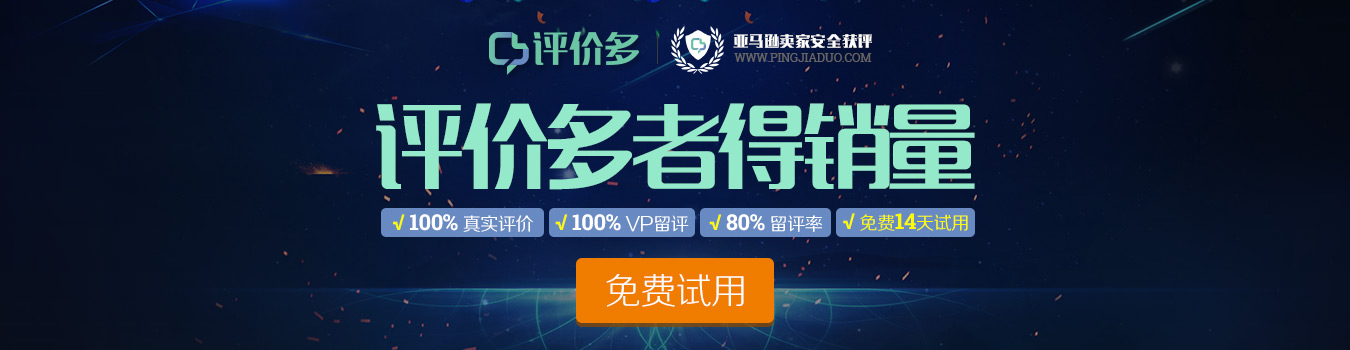 评价多
亚马逊卖家安全获评
WWW.PINGJIADUO.COM
评价多者得销量
√ 100% 真实评价 √ 100% VP留评 √ 80% 留评率 √ 免费14天试用
免费试用